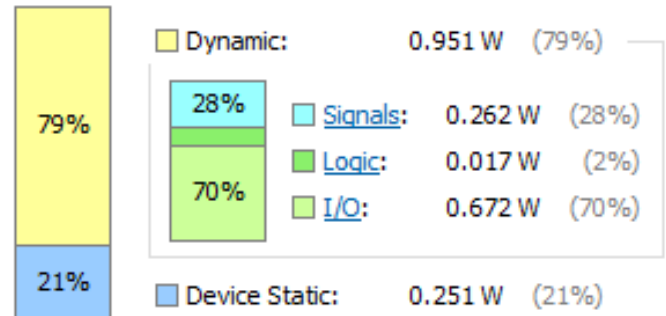 Dynamic: 0.951 W (79%)
79%
28%
Signals: 0.262 W (28%)
Logic: 0.017 W (2%)
70%
I/O: 0.672 W (70%)
21%
Device Static: 0.251 W (21%)